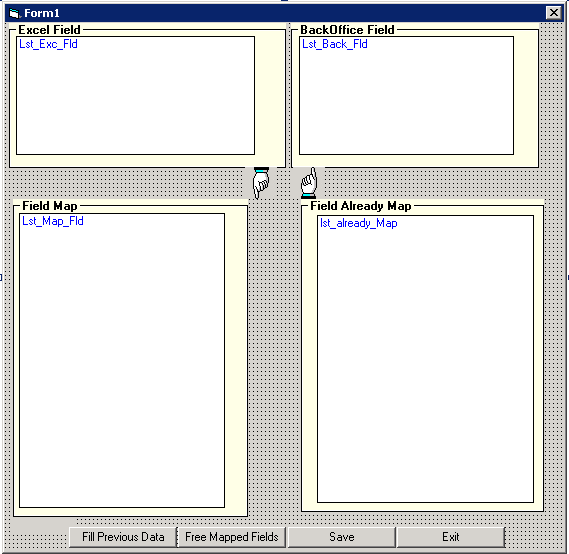 Form1
Excel Field
BackOffice Field
Lst_Exc_Fld
Lst_Back_Fld
Field Map
Field Already Map
Lst_Map_Fld
lst_already_Map
Fill Previous Data
Free Mapped Fields
Save
Exit